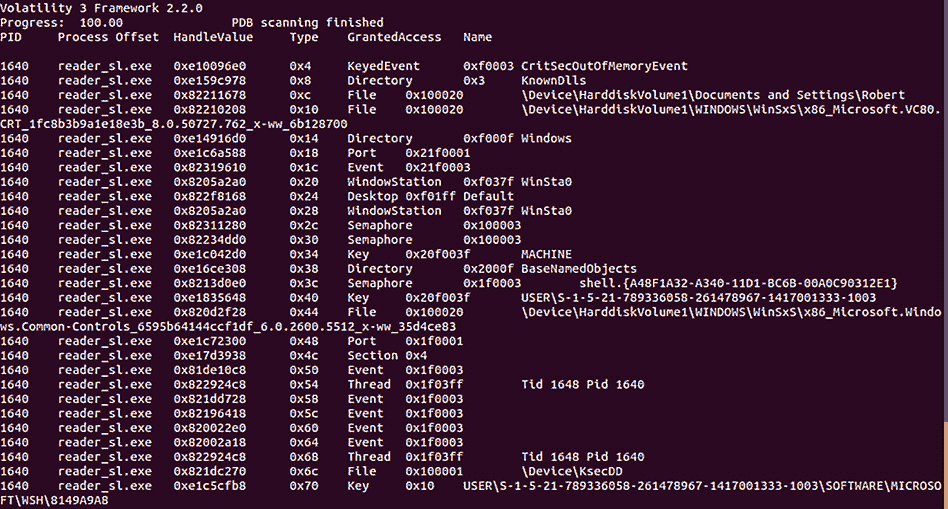 Volatility 3 Framework 2.2.0
Progress:  100.00               PDB scanning finished
PID     Process Offset  HandleValue     Type    GrantedAccess   Name

1640    reader_sl.exe   0xe10096e0      0x4     KeyedEvent      0xf0003 CritSecOutOfMemoryEvent
1640    reader_sl.exe   0xe159c978      0x8     Directory       0x3     KnownDlls
1640    reader_sl.exe   0x82211678      0xc     File    0x100020        \Device\HarddiskVolume1\Documents and Settings\Robert
1640    reader_sl.exe   0x82210208      0x10    File    0x100020        \Device\HarddiskVolume1\WINDOWS\WinSxS\x86_Microsoft.VC80.
CRT_1fc8b3b9a1e18e3b_8.0.50727.762_x-ww_6b128700
1640    reader_sl.exe   0xe14916d0      0x14    Directory       0xf000f Windows
1640    reader_sl.exe   0xe1c6a588      0x18    Port    0x21f0001
1640    reader_sl.exe   0x82319610      0x1c    Event   0x21f0003
1640    reader_sl.exe   0x8205a2a0      0x20    WindowStation   0xf037f WinSta0
1640    reader_sl.exe   0x822f8168      0x24    Desktop 0xf01ff Default
1640    reader_sl.exe   0x8205a2a0      0x28    WindowStation   0xf037f WinSta0
1640    reader_sl.exe   0x82311280      0x2c    Semaphore       0x100003
1640    reader_sl.exe   0x82234dd0      0x30    Semaphore       0x100003
1640    reader_sl.exe   0xe1c042d0      0x34    Key     0x20f003f       MACHINE
1640    reader_sl.exe   0xe16ce308      0x38    Directory       0x2000f BaseNamedObjects
1640    reader_sl.exe   0x8213d0e0      0x3c    Semaphore       0x1f0003        shell.{A48F1A32-A340-11D1-BC6B-00A0C90312E1}
1640    reader_sl.exe   0xe1835648      0x40    Key     0x20f003f       USER\S-1-5-21-789336058-261478967-1417001333-1003
1640    reader_sl.exe   0x820d2f28      0x44    File    0x100020        \Device\HarddiskVolume1\WINDOWS\WinSxS\x86_Microsoft.Windo
ws.Common-Controls_6595b64144ccf1df_6.0.2600.5512_x-ww_35d4ce83
1640    reader_sl.exe   0xe1c72300      0x48    Port    0x1f0001
1640    reader_sl.exe   0xe17d3938      0x4c    Section 0x4
1640    reader_sl.exe   0x81de10c8      0x50    Event   0x1f0003
1640    reader_sl.exe   0x822924c8      0x54    Thread  0x1f03ff        Tid 1648 Pid 1640
1640    reader_sl.exe   0x821dd728      0x58    Event   0x1f0003
1640    reader_sl.exe   0x82196418      0x5c    Event   0x1f0003
1640    reader_sl.exe   0x820022e0      0x60    Event   0x1f0003
1640    reader_sl.exe   0x82002a18      0x64    Event   0x1f0003
1640    reader_sl.exe   0x822924c8      0x68    Thread  0x1f03ff        Tid 1648 Pid 1640
1640    reader_sl.exe   0x821dc270      0x6c    File    0x100001        \Device\KsecDD
1640    reader_sl.exe   0xe1c5cfb8      0x70    Key     0x10    USER\S-1-5-21-789336058-261478967-1417001333-1003\SOFTWARE\MICROSO
FT\WSH\8149A9A8